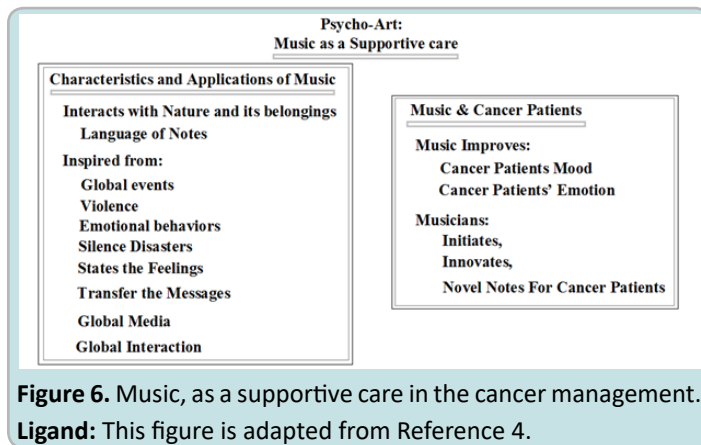 Psycho-Art:
Music as a Supportive care
Characteristics and Applications of Music
Interacts with Nature and its belongings
Language of Notes
Inspired from:
Global events
Violence
Emotional behaviors
Silence Disasters
States the Feelings
Transfer the Messages
Global Media
Global Interaction
Music & Cancer Patients
Music Improves:
Cancer Patients Mood
Cancer Patients’ Emotion
Musicians:
Initiates,
Innovates,
Novel Notes For Cancer Patients
Figure 6. Music, as a supportive care in the cancer management.
Ligand: This figure is adapted from Reference 4.